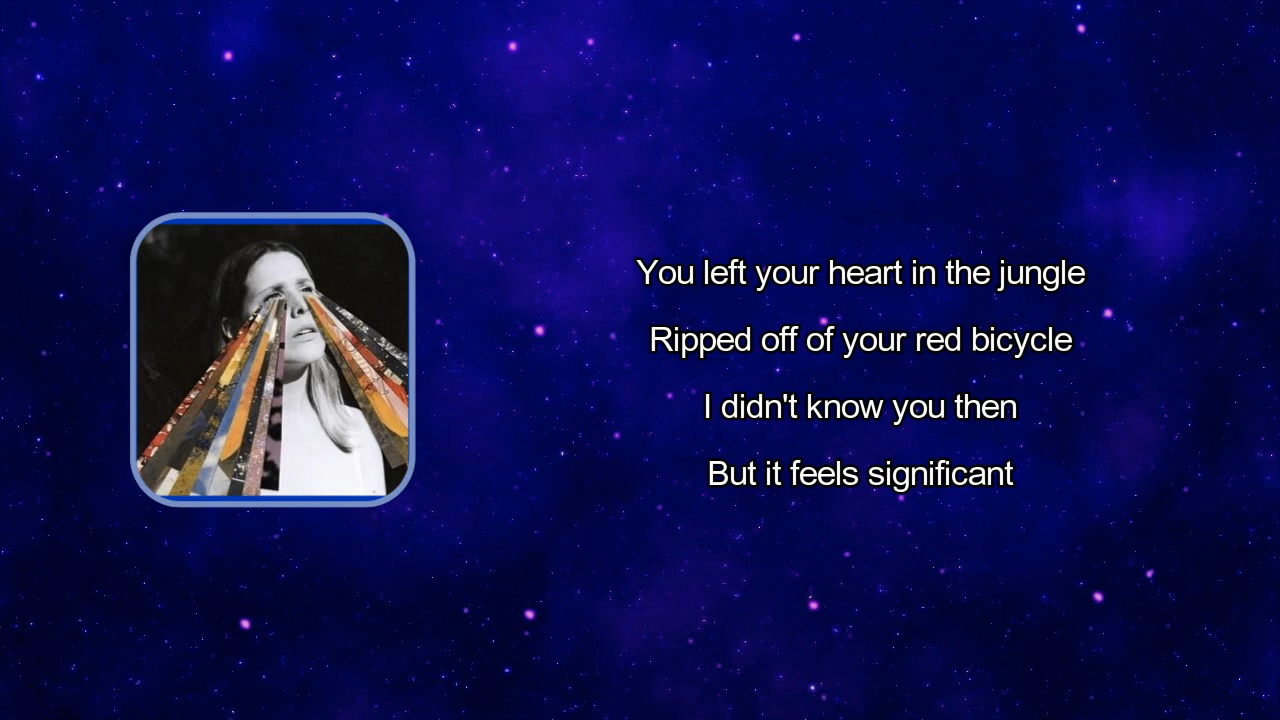 You left your heart in the jungle
Ripped off of your red bicycle
I didn't know you then
But it feels significant